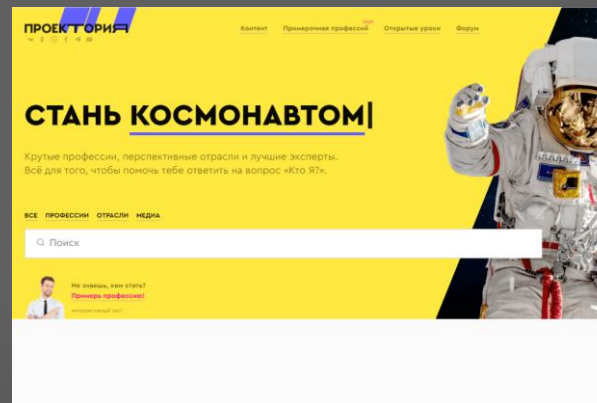 ПРОЕКТОРИЯ
Контент Примерочная профессий Открытые уроки Форум
СТАНЬ КОСМОНАВТОМ
Крутые профессии, перспективные отрасли и лучшие эксперты.
Всё для того, чтобы помочь тебе ответить на вопрос «Кто Я?».
ВСЕ ПРОФЕССИИ ОТРАСЛИ МЕДИА
Поиск
Не знаешь, кем стать?
Примерь профессию!
интерактивный тест